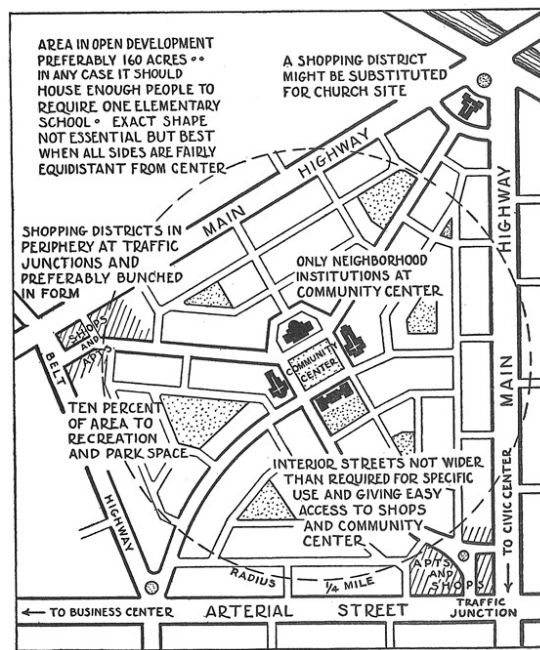 AREA IN OPEN DEVELOPMENT
PREFERABLY 160 ACRES ••
IN ANY CASE IT SHOULD
HOUSE ENOUGH PEOPLE TO
REQUIRE ONE ELEMENTARY
SCHOOL • EXACT SHAPE
NOT ESSENTIAL BUT BEST
WHEN ALL SIDES ARE FAIRLY
EQUIDISTANT FROM CENTER
A SHOPPING DISTRICT
MIGHT BE SUBSTITUTED
FOR CHURCH SITE
MAIN HIGHWAY
HIGHWAY
MAIN
SHOPPING DISTRICTS IN
PERIPHERY AT TRAFFIC
JUNCTIONS AND
PREFERABLY BUNCHED
IN FORM
ONLY NEIGHBORHOOD
INSTITUTIONS AT
COMMUNITY CENTER
SHOPS
AND
APTS
BELT
HIGHWAY
COMMUNITY
CENTER
TEN PERCENT
OF AREA TO
RECREATION
AND PARK SPACE
INTERIOR STREETS NOT WIDER
THAN REQUIRED FOR SPECIFIC
USE AND GIVING EASY
ACCESS TO SHOPS
AND COMMUNITY
CENTER
→ TO CIVIC CENTER
RADIUS 1/4 MILE
APTS
AND
SHOPS
TRAFFIC
JUNCTION
← TO BUSINESS CENTER
ARTERIAL STREET